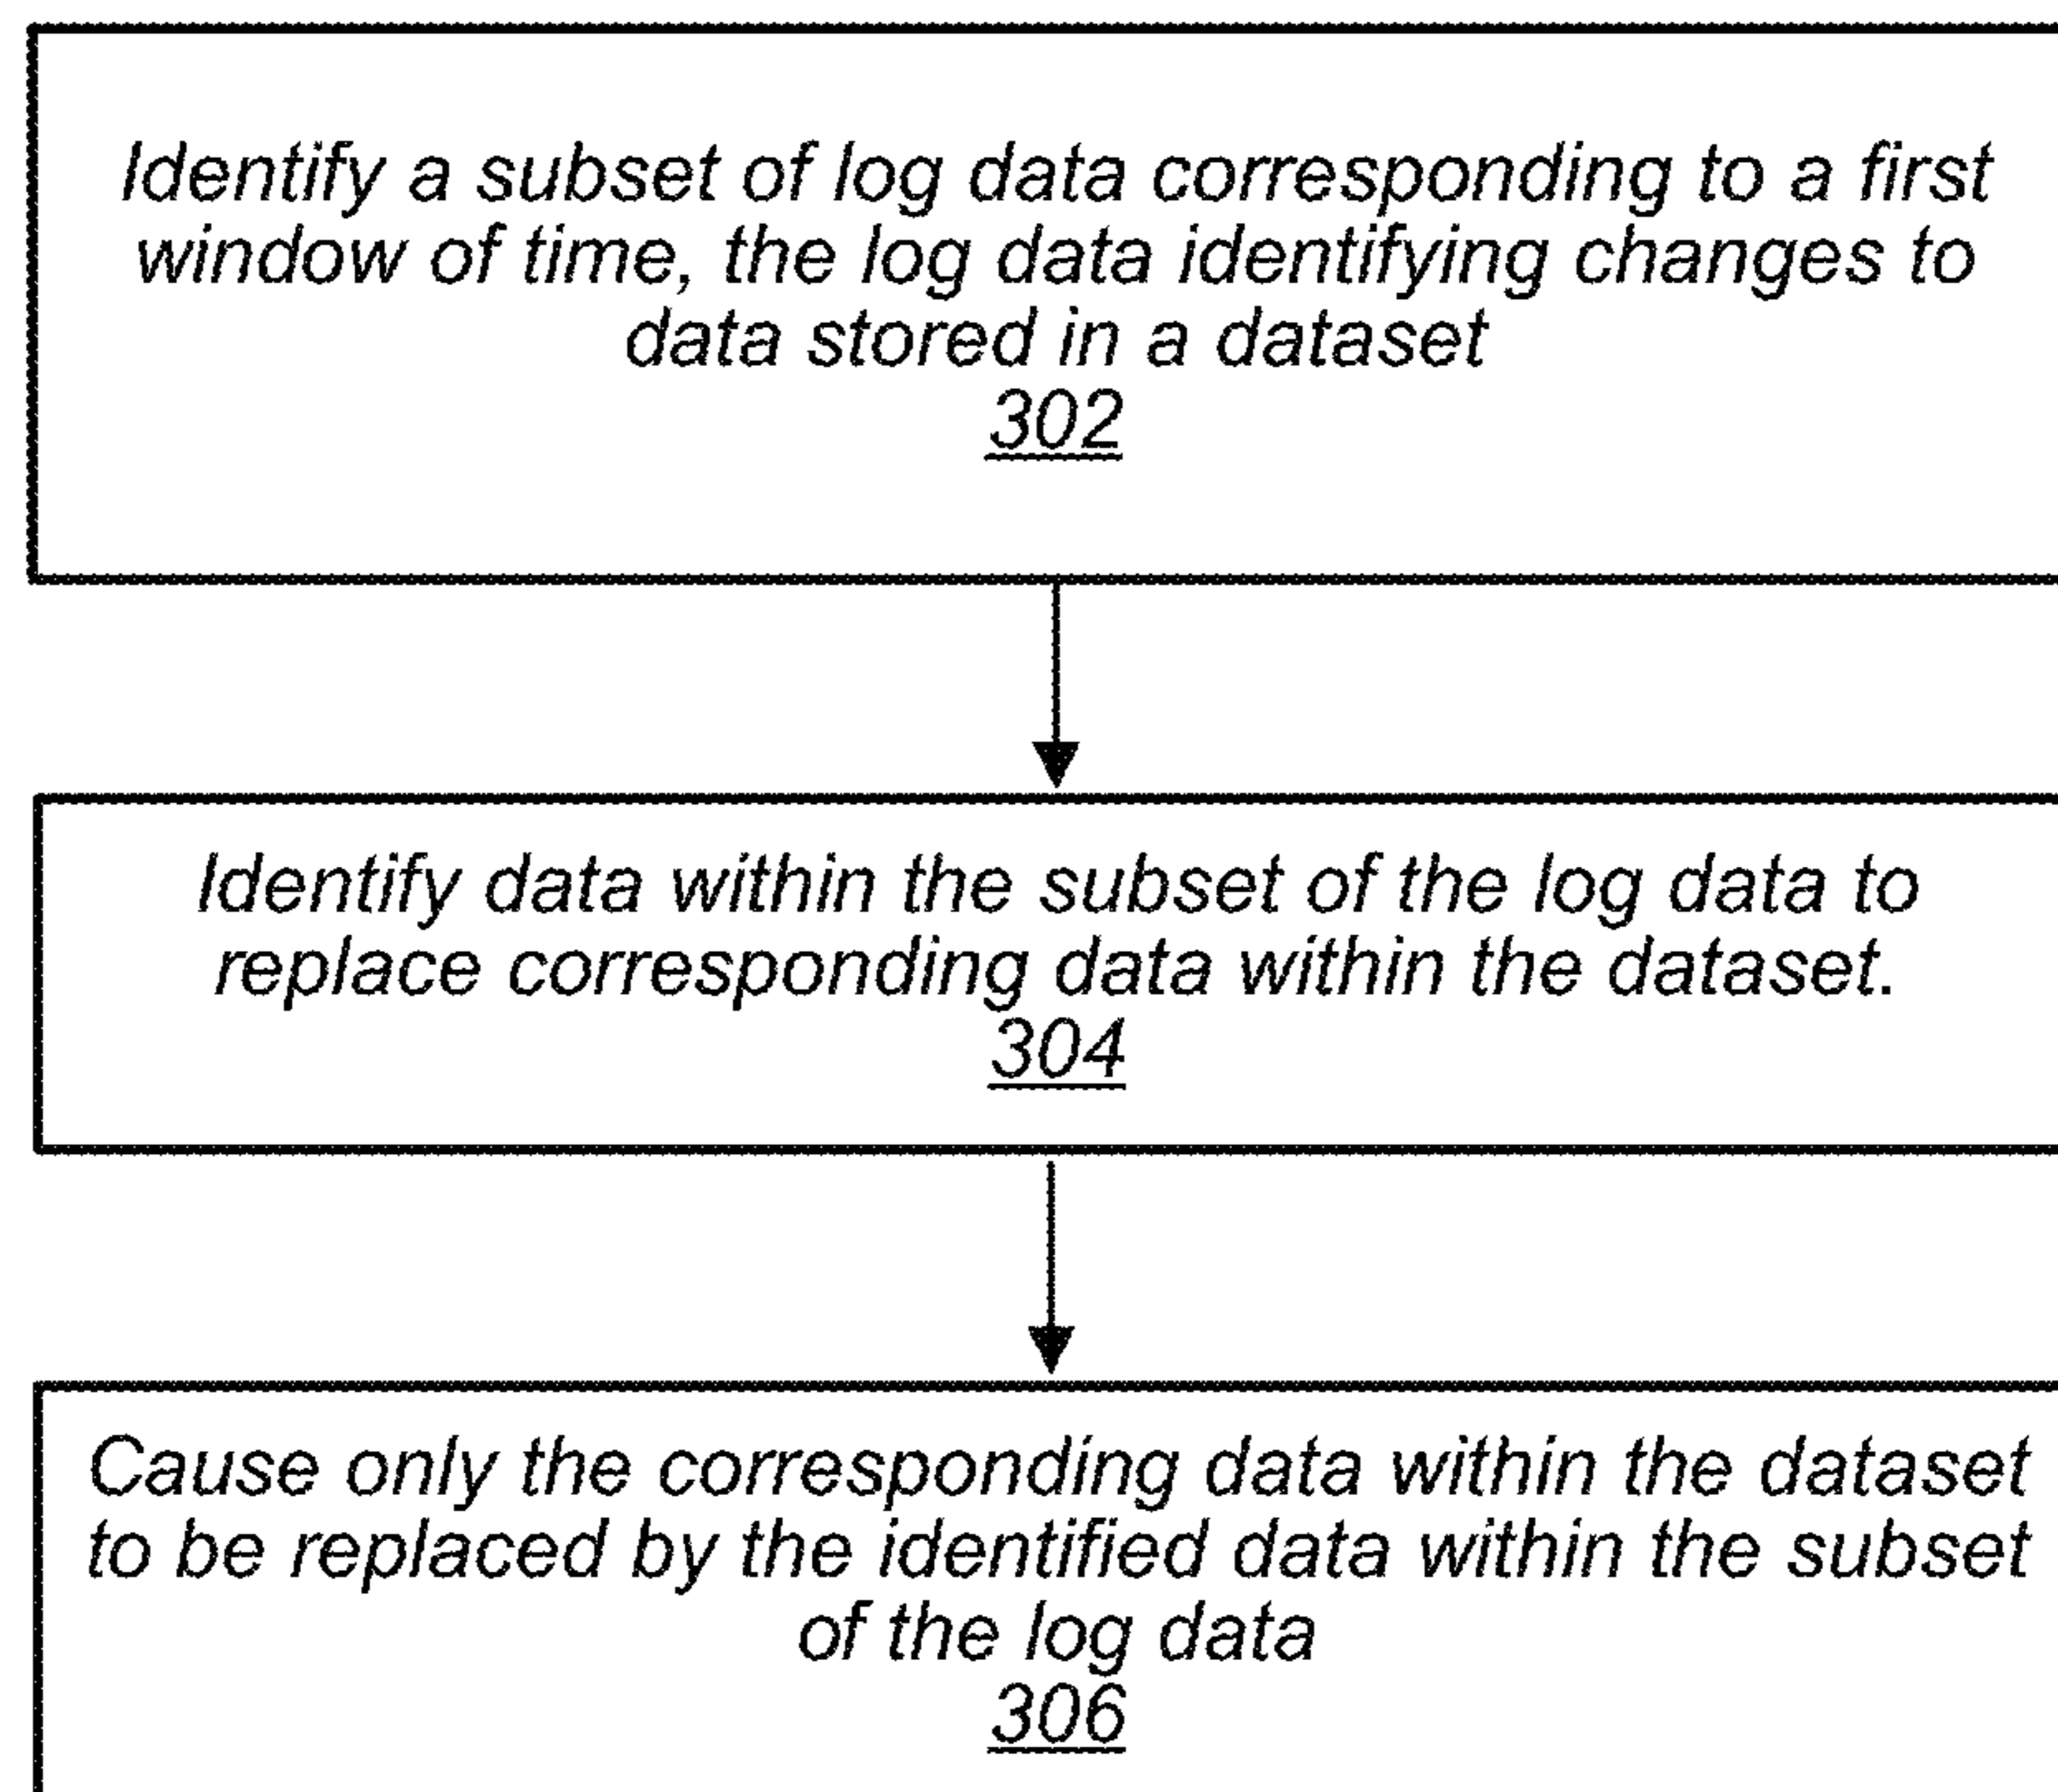 Identify a subset of log data corresponding to a first
window of time, the log data identifying changes to
data stored in a dataset
302
Identify data within the subset of the log data to
replace corresponding data within the dataset.
304
Cause only the corresponding data within the dataset
to be replaced by the identified data within the subset
of the log data
306